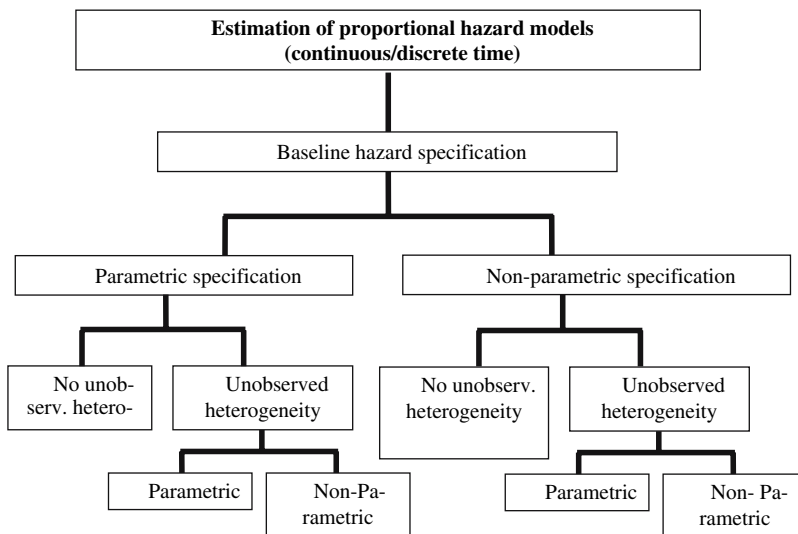 Estimation of proportional hazard models
(continuous/discrete time)
Baseline hazard specification
Parametric specification
Non-parametric specification
No unob-
serv. hetero-
Unobserved
heterogeneity
No unobserv.
heterogeneity
Unobserved
heterogeneity
Parametric
Non-Pa-
rametric
Parametric
Non- Pa-
rametric